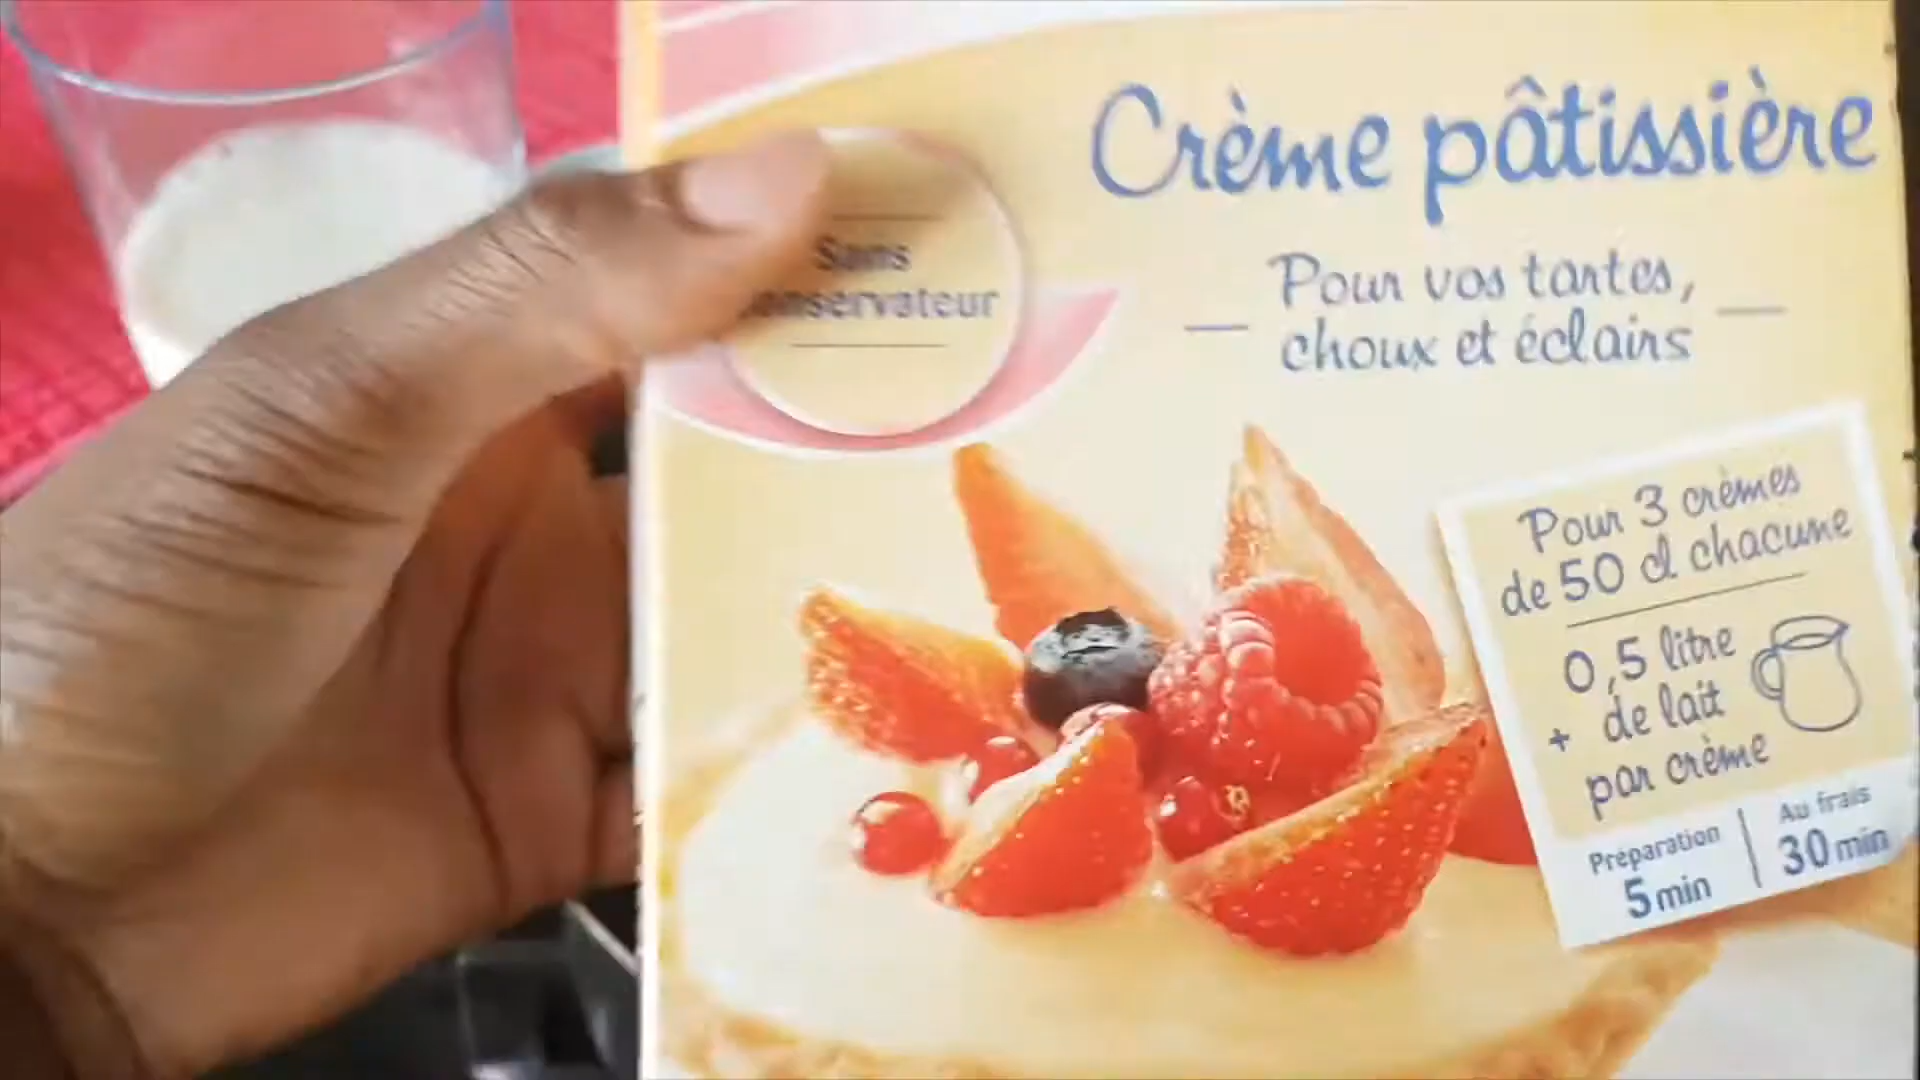 Crème pâtissière
Pour vos tartes,
choux et éclairs
Sans
Pour 3 crèmes
de 50 cl chacune
0,5 litre
+ de lait
par crème
Préparation
5 min
Au frais
30 min